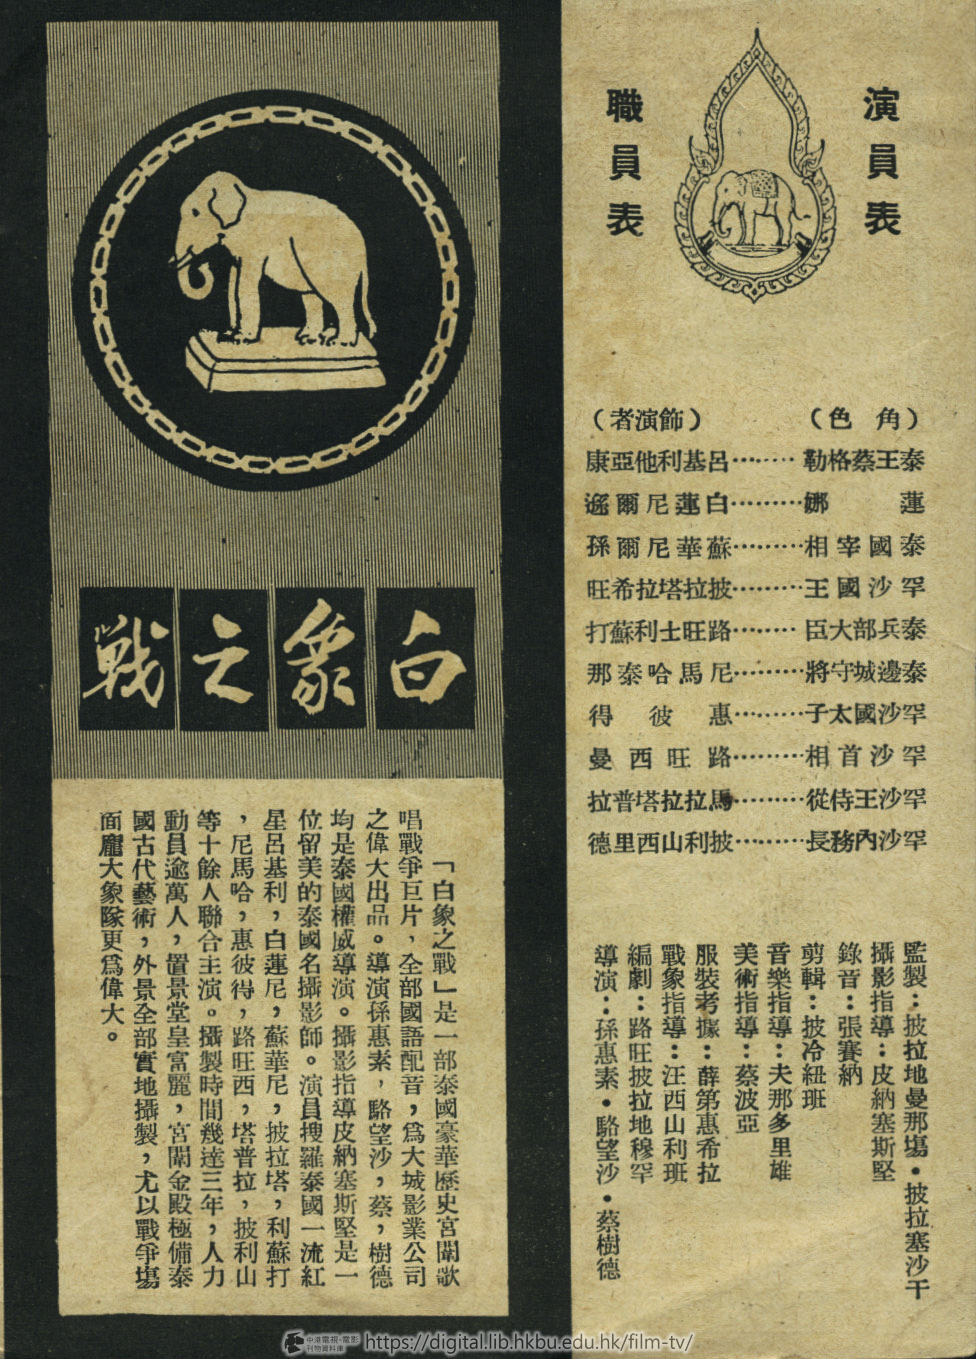 演員表
職員表
(角色)
(飾演者)
泰王蔡格勒………呂基利他亞康
蓮娜………白蓮尼爾遜
泰國宰相………蘇華尼爾孫
罕沙國王………披拉塔拉希旺
泰兵部大臣………路旺士利蘇打
泰邊城守將………尼馬哈泰那
罕沙國太子………惠彼得
罕沙首相………路旺西曼
罕沙王侍從………馬拉拉塔普拉
罕沙內務長………披利山西里德
監製:披拉地曼那塲・披拉塞沙干
攝影指導:皮納塞斯堅
錄音:張賽納
剪輯:披冷紐班
音樂指導:夫那多里雄
美術指導:蔡波亞
服裝考據:薛第惠希拉
戰象指導:汪西山利班
編劇:路旺披拉地穆罕
導演:孫惠素・駱望沙・蔡樹德
白象之戰
「白象之戰」是一部泰國豪華歷史宮闈歌
唱戰爭巨片,全部國語配音,爲大城影業公司
之偉大出品。導演孫惠素,駱望沙,蔡,樹德
均是泰國權威導演。攝影指導皮納塞斯堅是一
位留美的泰國名攝影師。演員搜羅泰國一流紅
星呂基利,白蓮尼,蘇華尼,披拉塔,利蘇打
,尼馬哈,惠彼得,路旺西,塔普拉,披利山
等十餘人聯合主演。攝製時間幾達三年,人力
動員逾萬人,置景堂皇富麗,宮闈金殿極備泰
國古代藝術,外景全部實地攝製,尤以戰爭塲
面龐大象隊更爲偉大。
中港電視・電影
刊物資料庫
https://digital.lib.hkbu.edu.hk/film-tv/